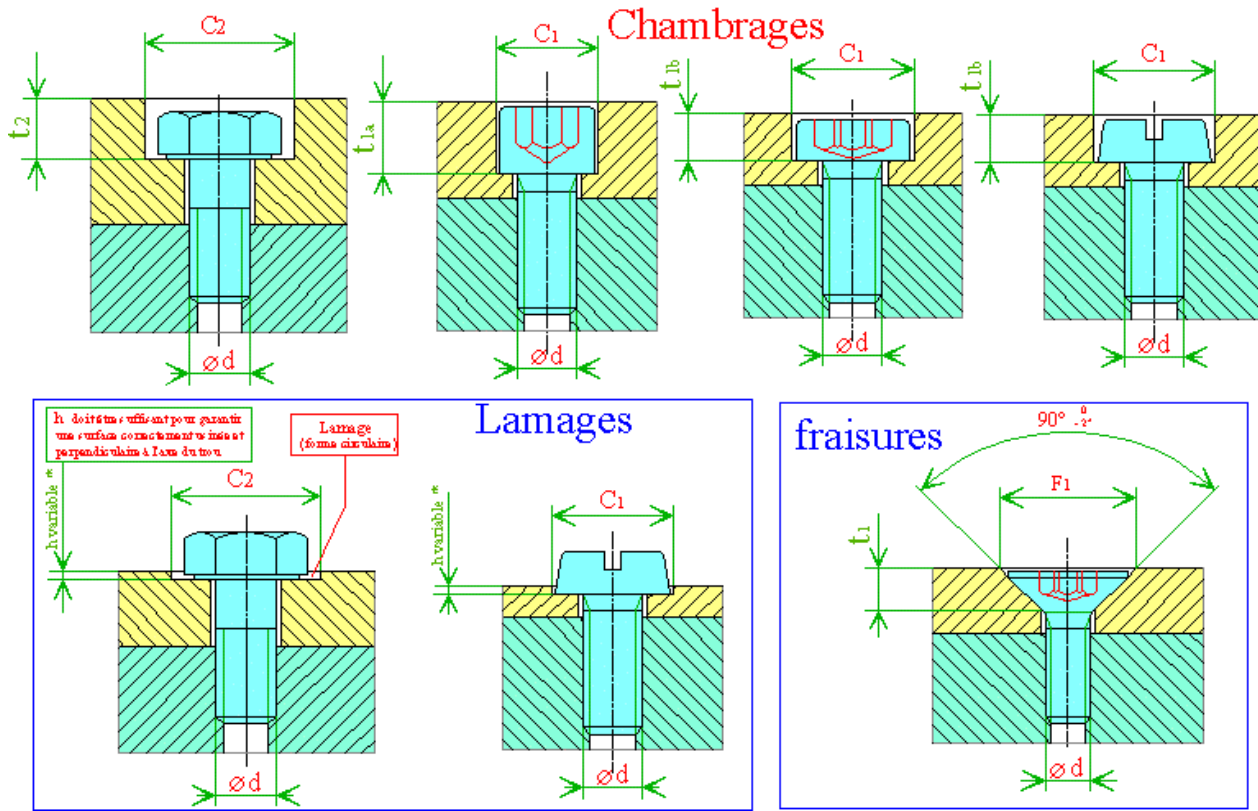 Chambrages
C2
t2
C1
t1a
C1
t1b
C1
t1b
Ød
Ød
Ød
Ød
Lamages
h doit être suffisant pour garantir
une surface correctement usinée et
perpendiculaire à l'axe du trou
Lamage
(forme circulaire)
h variable *
C2
Ød
h variable *
C1
Ød
fraisures
90° 0 -2°
F1
t1
Ød